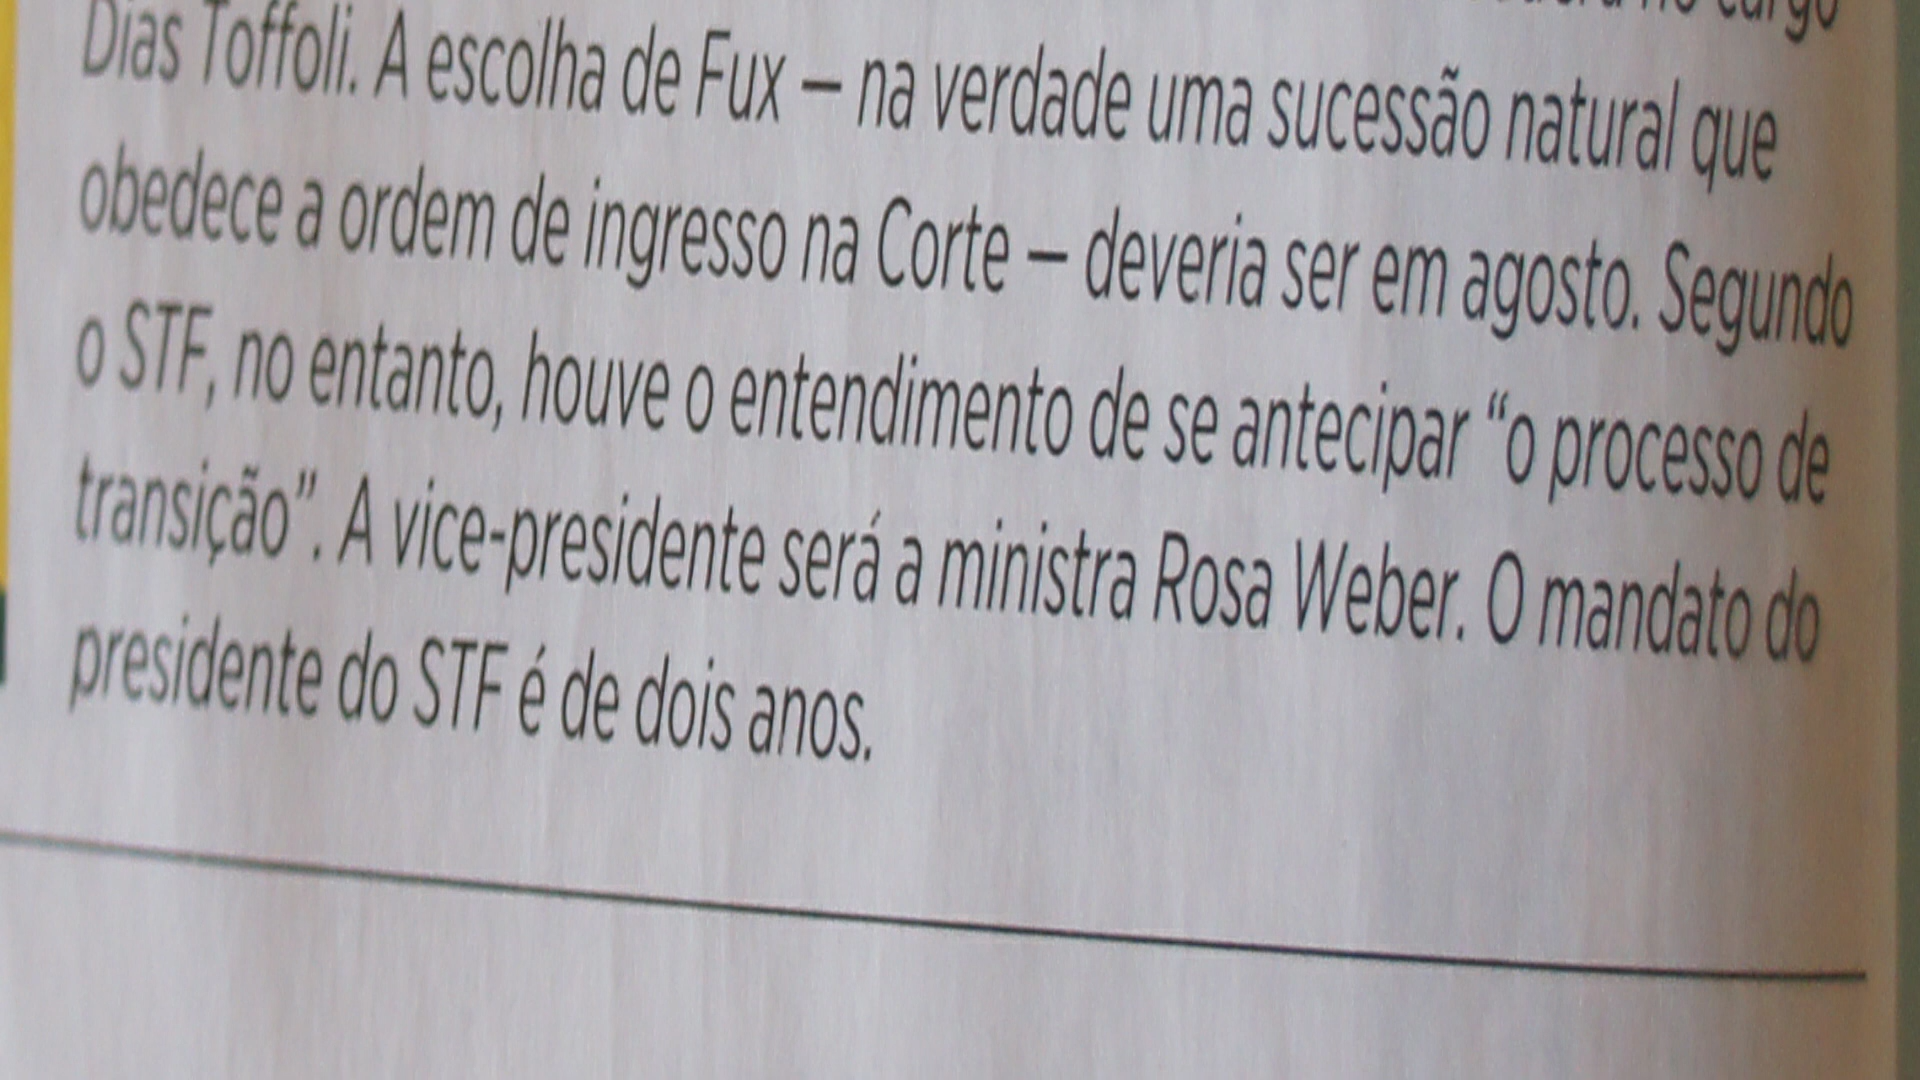 no cargo
Dias Toffoli. A escolha de Fux – na verdade uma sucessão natural que
obedece a ordem de ingresso na Corte – deveria ser em agosto. Segundo
o STF, no entanto, houve o entendimento de se antecipar “o processo de
transição”. A vice-presidente será a ministra Rosa Weber. O mandato do
presidente do STF é de dois anos.